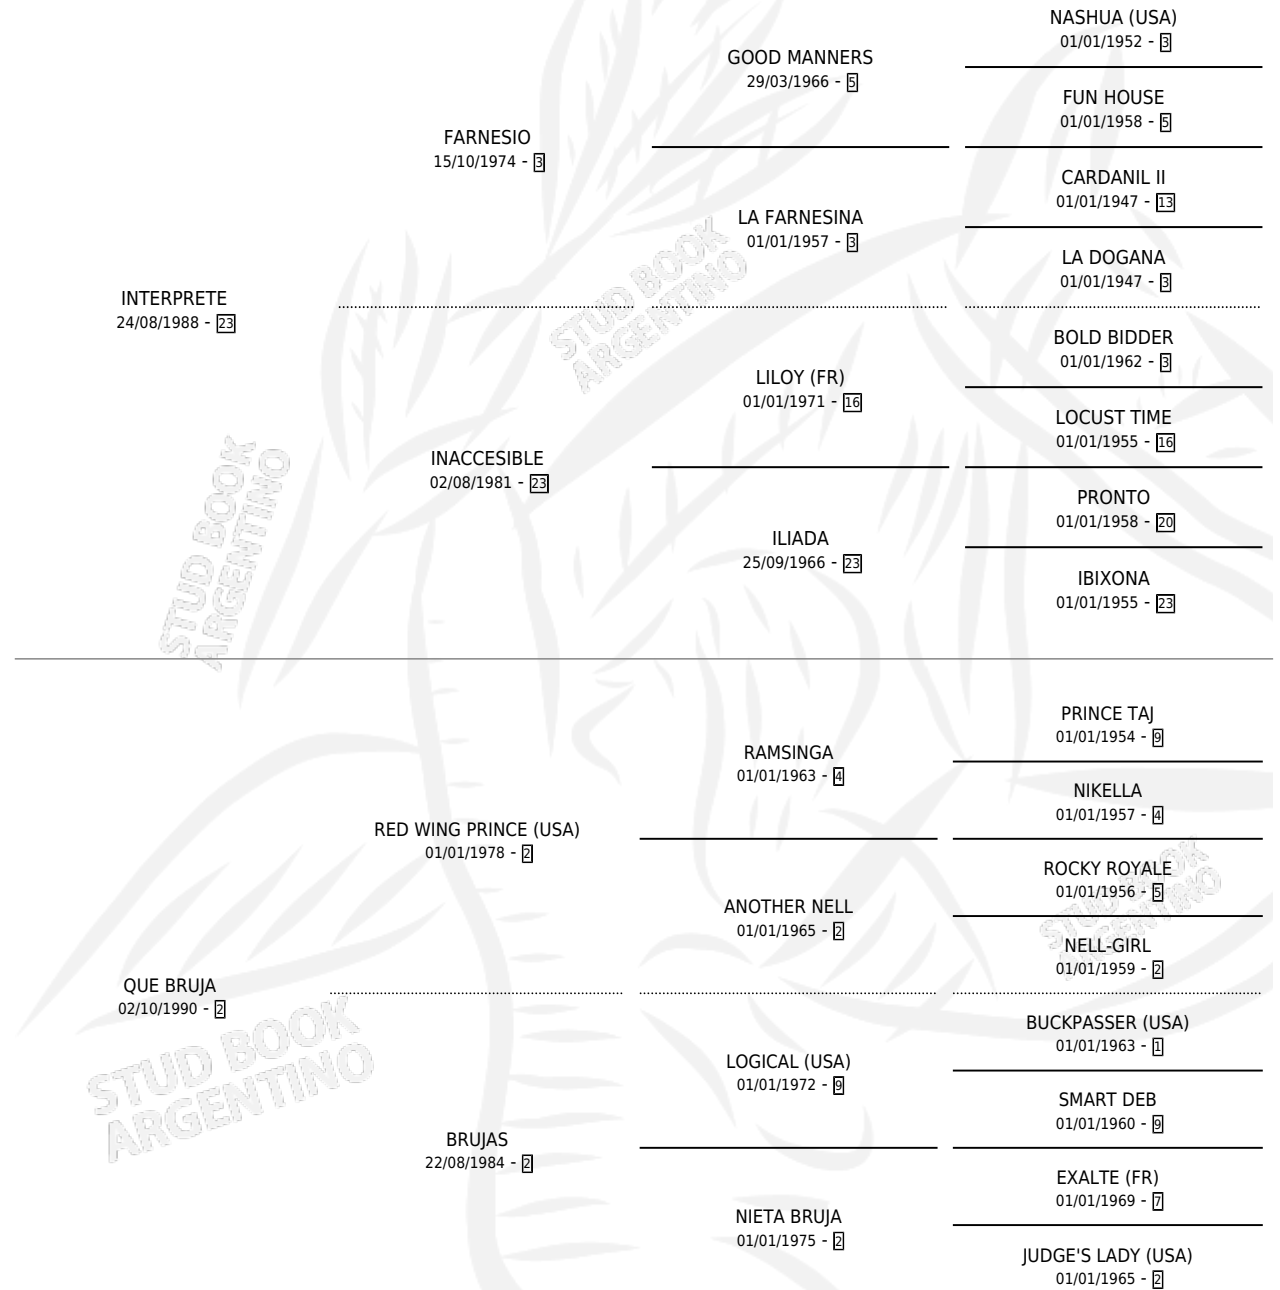 NASHUA (USA)
01/01/1952 - 3
GOOD MANNERS
29/03/1966 - 5
FUN HOUSE
01/01/1958 - 5
FARNESIO
15/10/1974 - 3
CARDANIL II
01/01/1947 - 13
LA FARNESINA
01/01/1957 - 3
LA DOGANA
01/01/1947 - 3
INTERPRETE
24/08/1988 - 23
BOLD BIDDER
01/01/1962 - 3
LILOY (FR)
01/01/1971 - 16
LOCUST TIME
01/01/1955 - 16
INACCESIBLE
02/08/1981 - 23
PRONTO
01/01/1958 - 20
ILIADA
25/09/1966 - 23
IBIXONA
01/01/1955 - 23
PRINCE TAJ
01/01/1954 - 9
RAMSINGA
01/01/1963 - 4
NIKELLA
01/01/1957 - 4
RED WING PRINCE (USA)
01/01/1978 - 2
ROCKY ROYALE
01/01/1956 - 5
ANOTHER NELL
01/01/1965 - 2
NELL-GIRL
01/01/1959 - 2
QUE BRUJA
02/10/1990 - 2
BUCKPASSER (USA)
01/01/1963 - 1
LOGICAL (USA)
01/01/1972 - 9
SMART DEB
01/01/1960 - 9
BRUJAS
22/08/1984 - 2
EXALTE (FR)
01/01/1969 - 7
NIETA BRUJA
01/01/1975 - 2
JUDGE'S LADY (USA)
01/01/1965 - 2
STUD BOOK
ARGENTINO
STUD BOOK
ARGENTINO
STUD BOOK
ARGENTINO
STUD BOOK
ARGENTINO